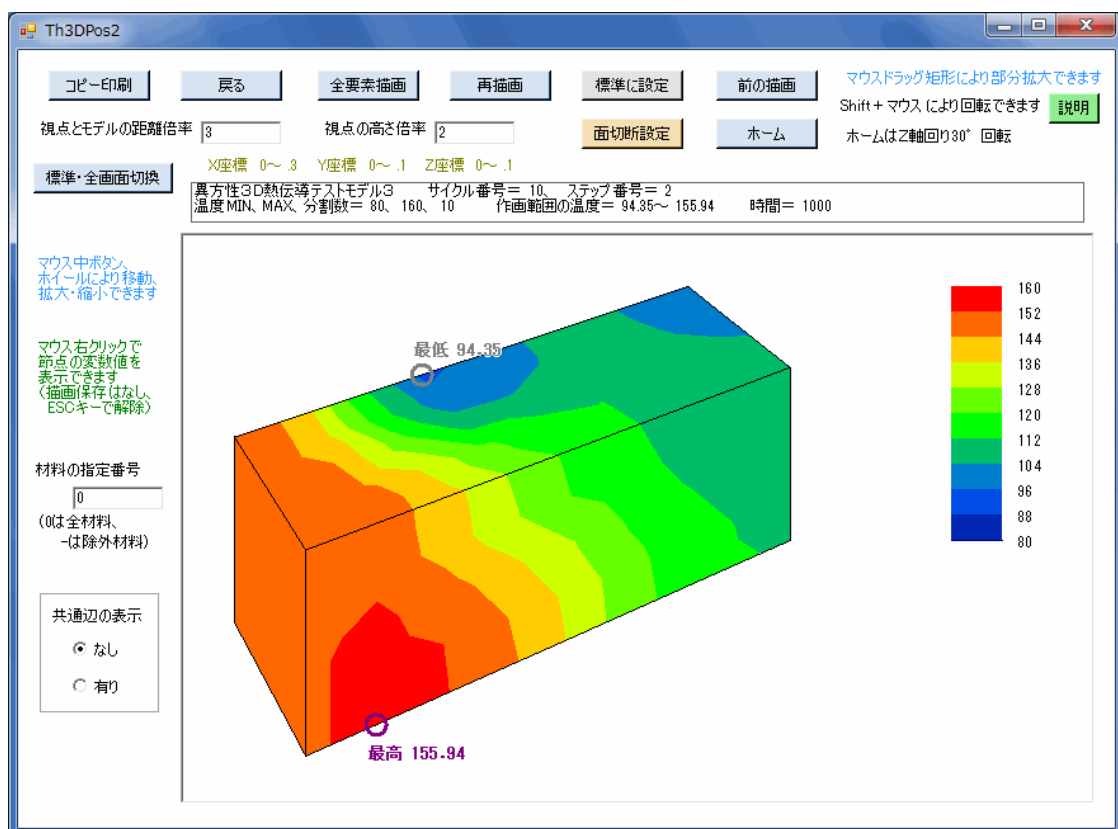 Th3DPos2
コピー印刷 戻る 全要素描画 再描画 標準に設定 前の描画 マウスドラッグ矩形により部分拡大できます
Shift+マウスにより回転できます 説明
視点とモデルの距離倍率 3 視点の高さ倍率 2 面切断設定 ホーム ホームはZ軸回り30° 回転
X座標 0～ .3 Y座標 0～ .1 Z座標 0～ .1
標準・全画面切換
異方性3D熱伝導テストモデル3 サイクル番号= 10、 ステップ番号= 2
温度MIN、MAX、分割数= 80、 160、 10 作画範囲の温度= 94.35～ 155.94 時間= 1000
マウス中ボタン、
ホイールにより移動、
拡大・縮小できます
マウス右クリックで
節点の変数値を
表示できます
(描画保存はなし、
ESCキーで解除)
材料の指定番号
0
(0は全材料、
-は除外材料)
共通辺の表示
なし
有り
最低 94.35
最高 155.94
160
152
144
136
128
120
112
104
96
88
80